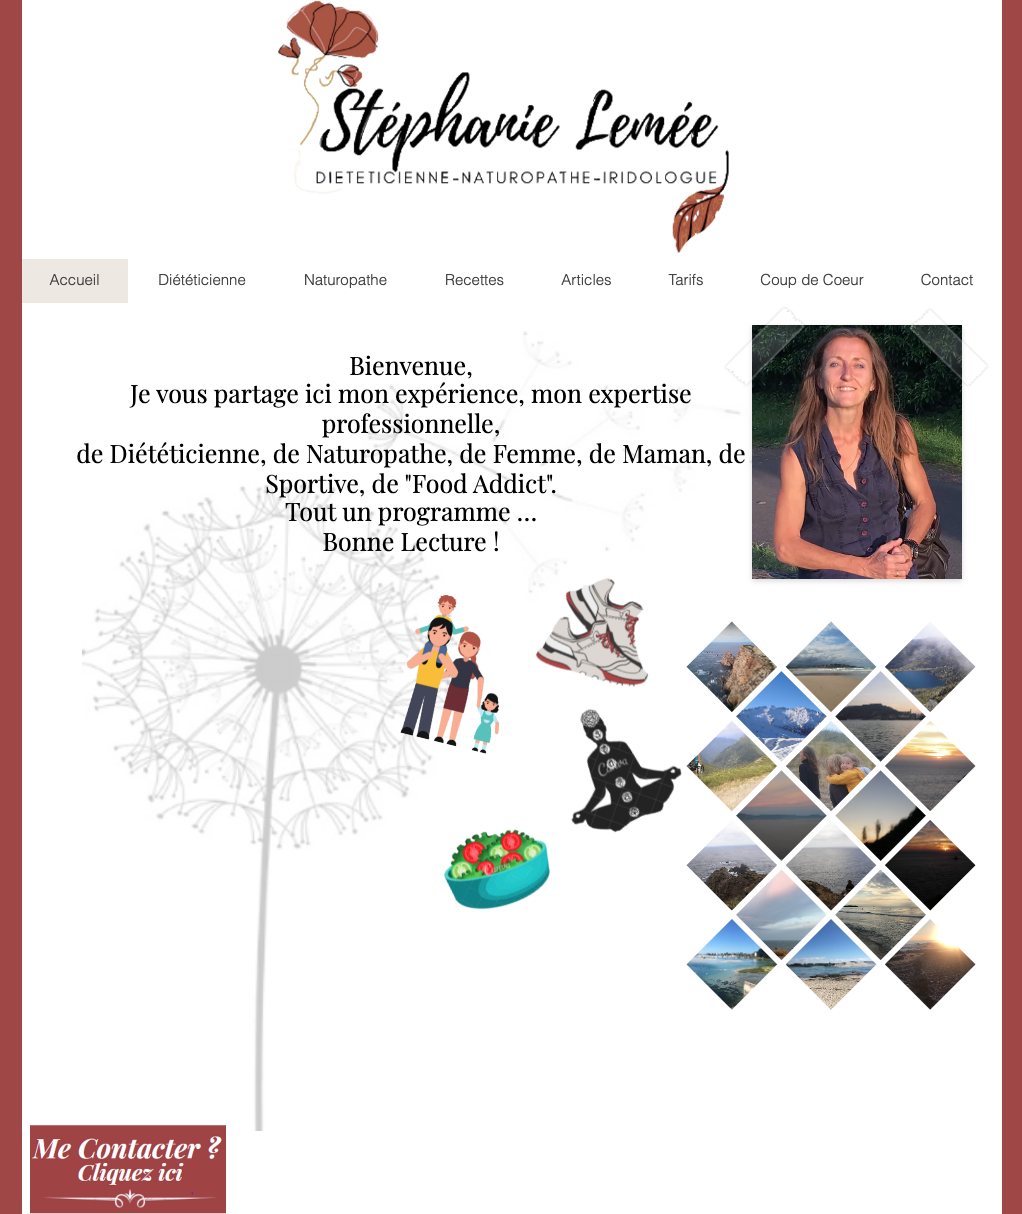 Stéphanie Lemée
DIETETICIENNE-NATUROPATHE-IRIDOLOGUE
Accueil
Diététicienne
Naturopathe
Recettes
Articles
Tarifs
Coup de Coeur
Contact
Bienvenue,
Je vous partage ici mon expérience, mon expertise
professionnelle,
de Diététicienne, de Naturopathe, de Femme, de Maman, de
Sportive, de "Food Addict".
Tout un programme ...
Bonne Lecture !
Canva
Me Contacter ?
Cliquez ici